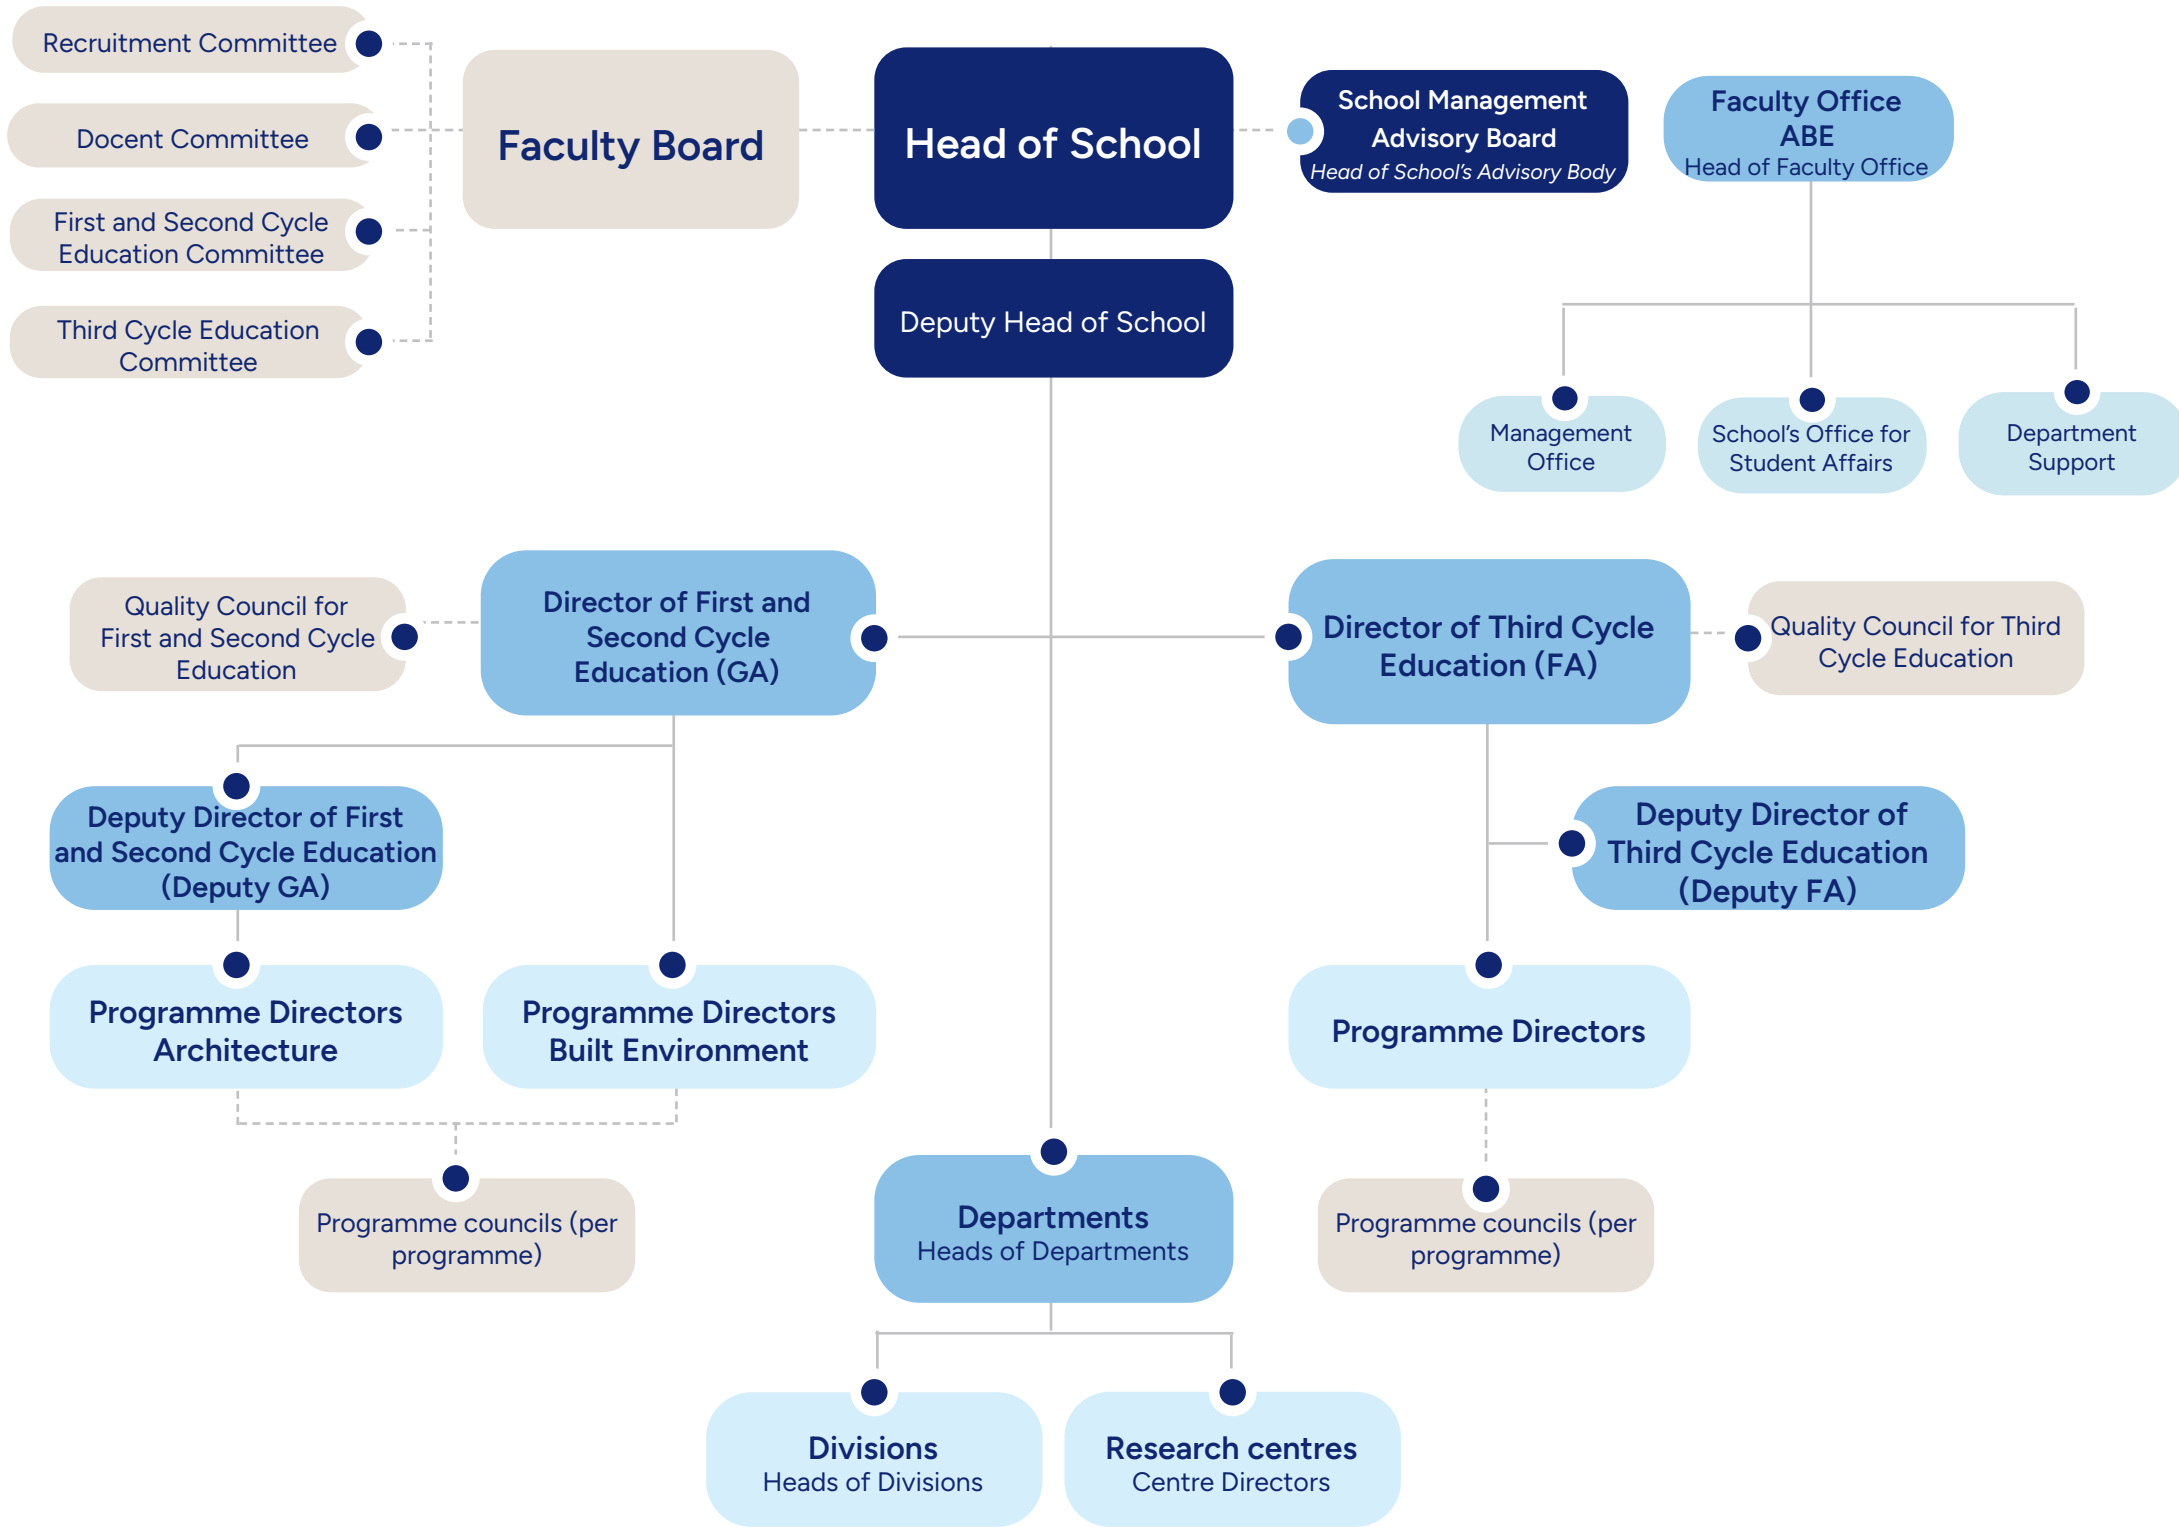 Recruitment Committee
Docent Committee
First and Second Cycle
Education Committee
Third Cycle Education
Committee
Faculty Board
Head of School
Deputy Head of School
School Management
Advisory Board
Head of School's Advisory Body
Faculty Office
ABE
Head of Faculty Office
Management
Office
School's Office for
Student Affairs
Department
Support
Quality Council for
First and Second Cycle
Education
Director of First and
Second Cycle
Education (GA)
Director of Third Cycle
Education (FA)
Quality Council for Third
Cycle Education
Deputy Director of First
and Second Cycle Education
(Deputy GA)
Deputy Director of
Third Cycle Education
(Deputy FA)
Programme Directors
Architecture
Programme Directors
Built Environment
Programme Directors
Programme councils (per
programme)
Departments
Heads of Departments
Programme councils (per
programme)
Divisions
Heads of Divisions
Research centres
Centre Directors